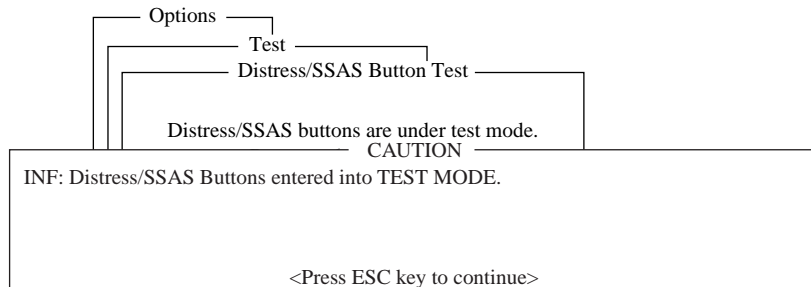 Options
Test
Distress/SSAS Button Test
Distress/SSAS buttons are under test mode.
CAUTION
INF: Distress/SSAS Buttons entered into TEST MODE.
<Press ESC key to continue>